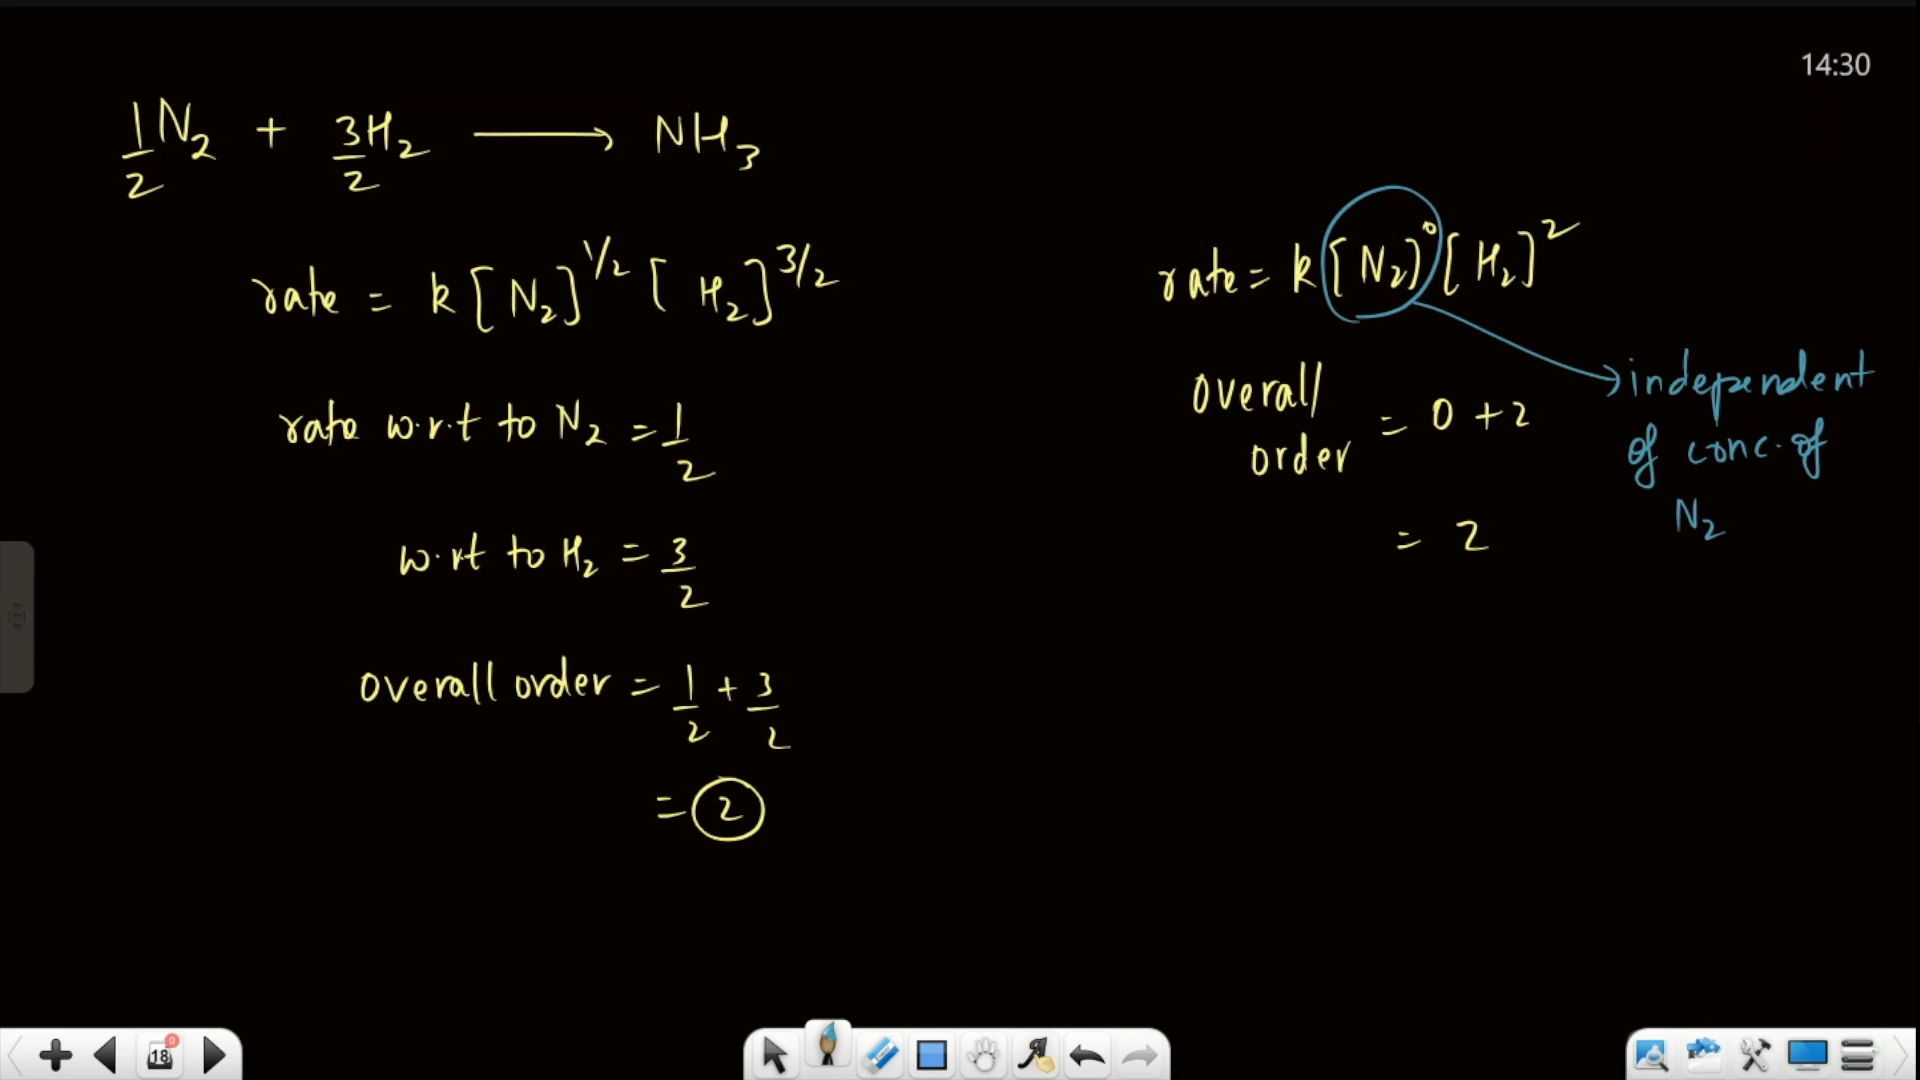 14:30
1/2 N₂ + 3/2 H₂ ⟶ NH₃
rate = k[N₂]^1/2 [H₂]^3/2
rate w.r.t to N₂ = 1/2
w.rt to H₂ = 3/2
overall order = 1/2 + 3/2
= 2
rate = k[N₂)⁰[H₂]²
overall order = 0 + 2
= 2
independent
of conc. of
N₂
18
0